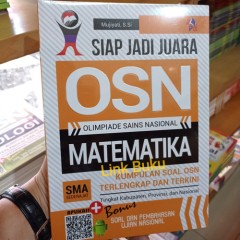 Mujiyati, S.Si
SIAP JADI JUARA
OSN
OLIMPIADE SAINS NASIONAL
MATEMATIKA
Link Buku
KUMPULAN SOAL OSN
TERLENGKAP DAN TERKINI
SMA
Tingkat Kabupaten, Provinsi, dan Nasional
+ Bonus
SOAL DAN PEMBAHASAN
UJIAN NASIONAL